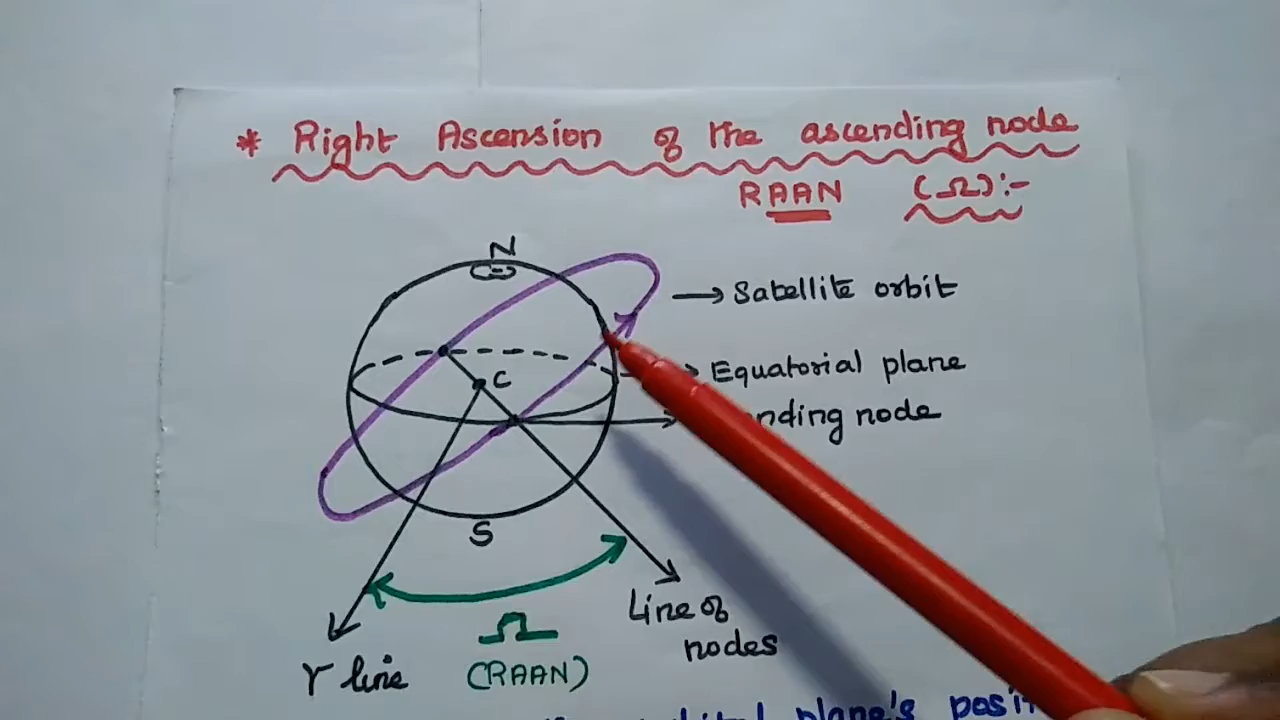 * Right Ascension of the ascending node
RAAN (Ω):-
N
→ Satellite orbit
C
Equatorial plane
nding node
S
Line of nodes
Ω
(RAAN)
γ line
plane's